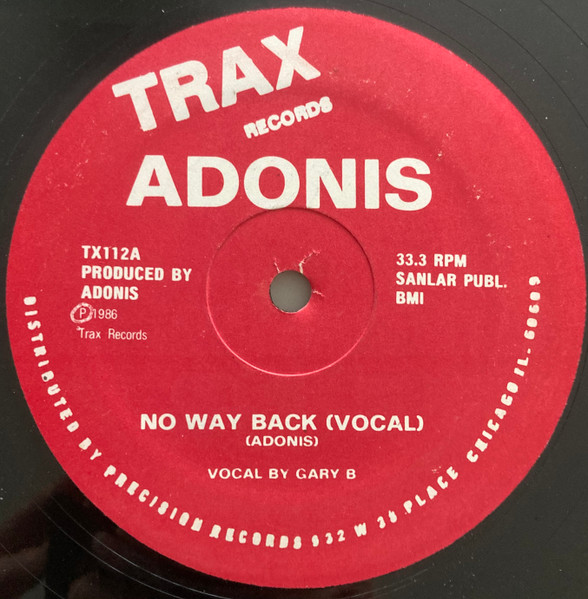 TRAX
RECORDS
ADONIS
TX112A
PRODUCED BY
ADONIS
℗ 1986
Trax Records
33.3 RPM
SANLAR PUBL.
BMI
NO WAY BACK (VOCAL)
(ADONIS)
VOCAL BY GARY B
DISTRIBUTED BY PRECISION RECORDS 932 W 38 PLACE CHICAGO IL. 60609